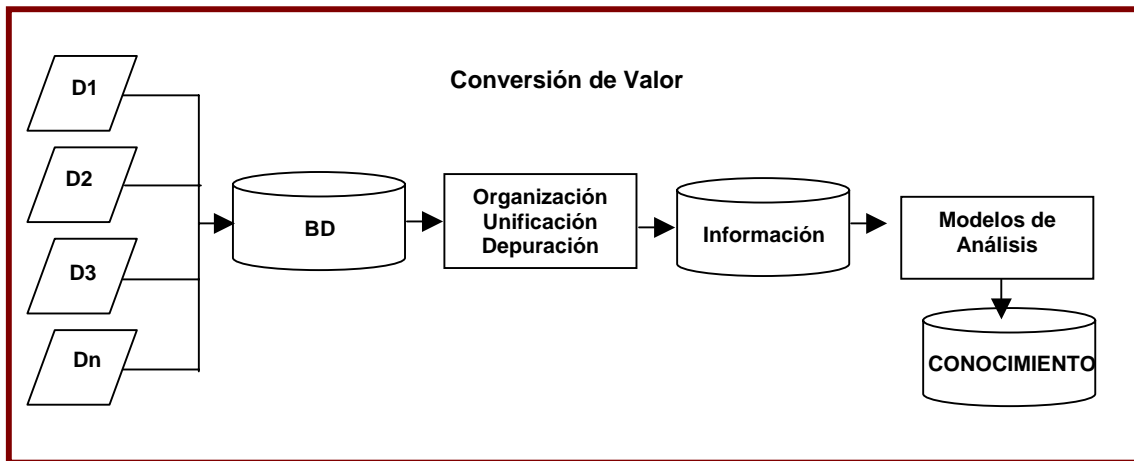 Conversión de Valor
D1
D2
D3
Dn
BD
Organización
Unificación
Depuración
Información
Modelos de
Análisis
CONOCIMIENTO